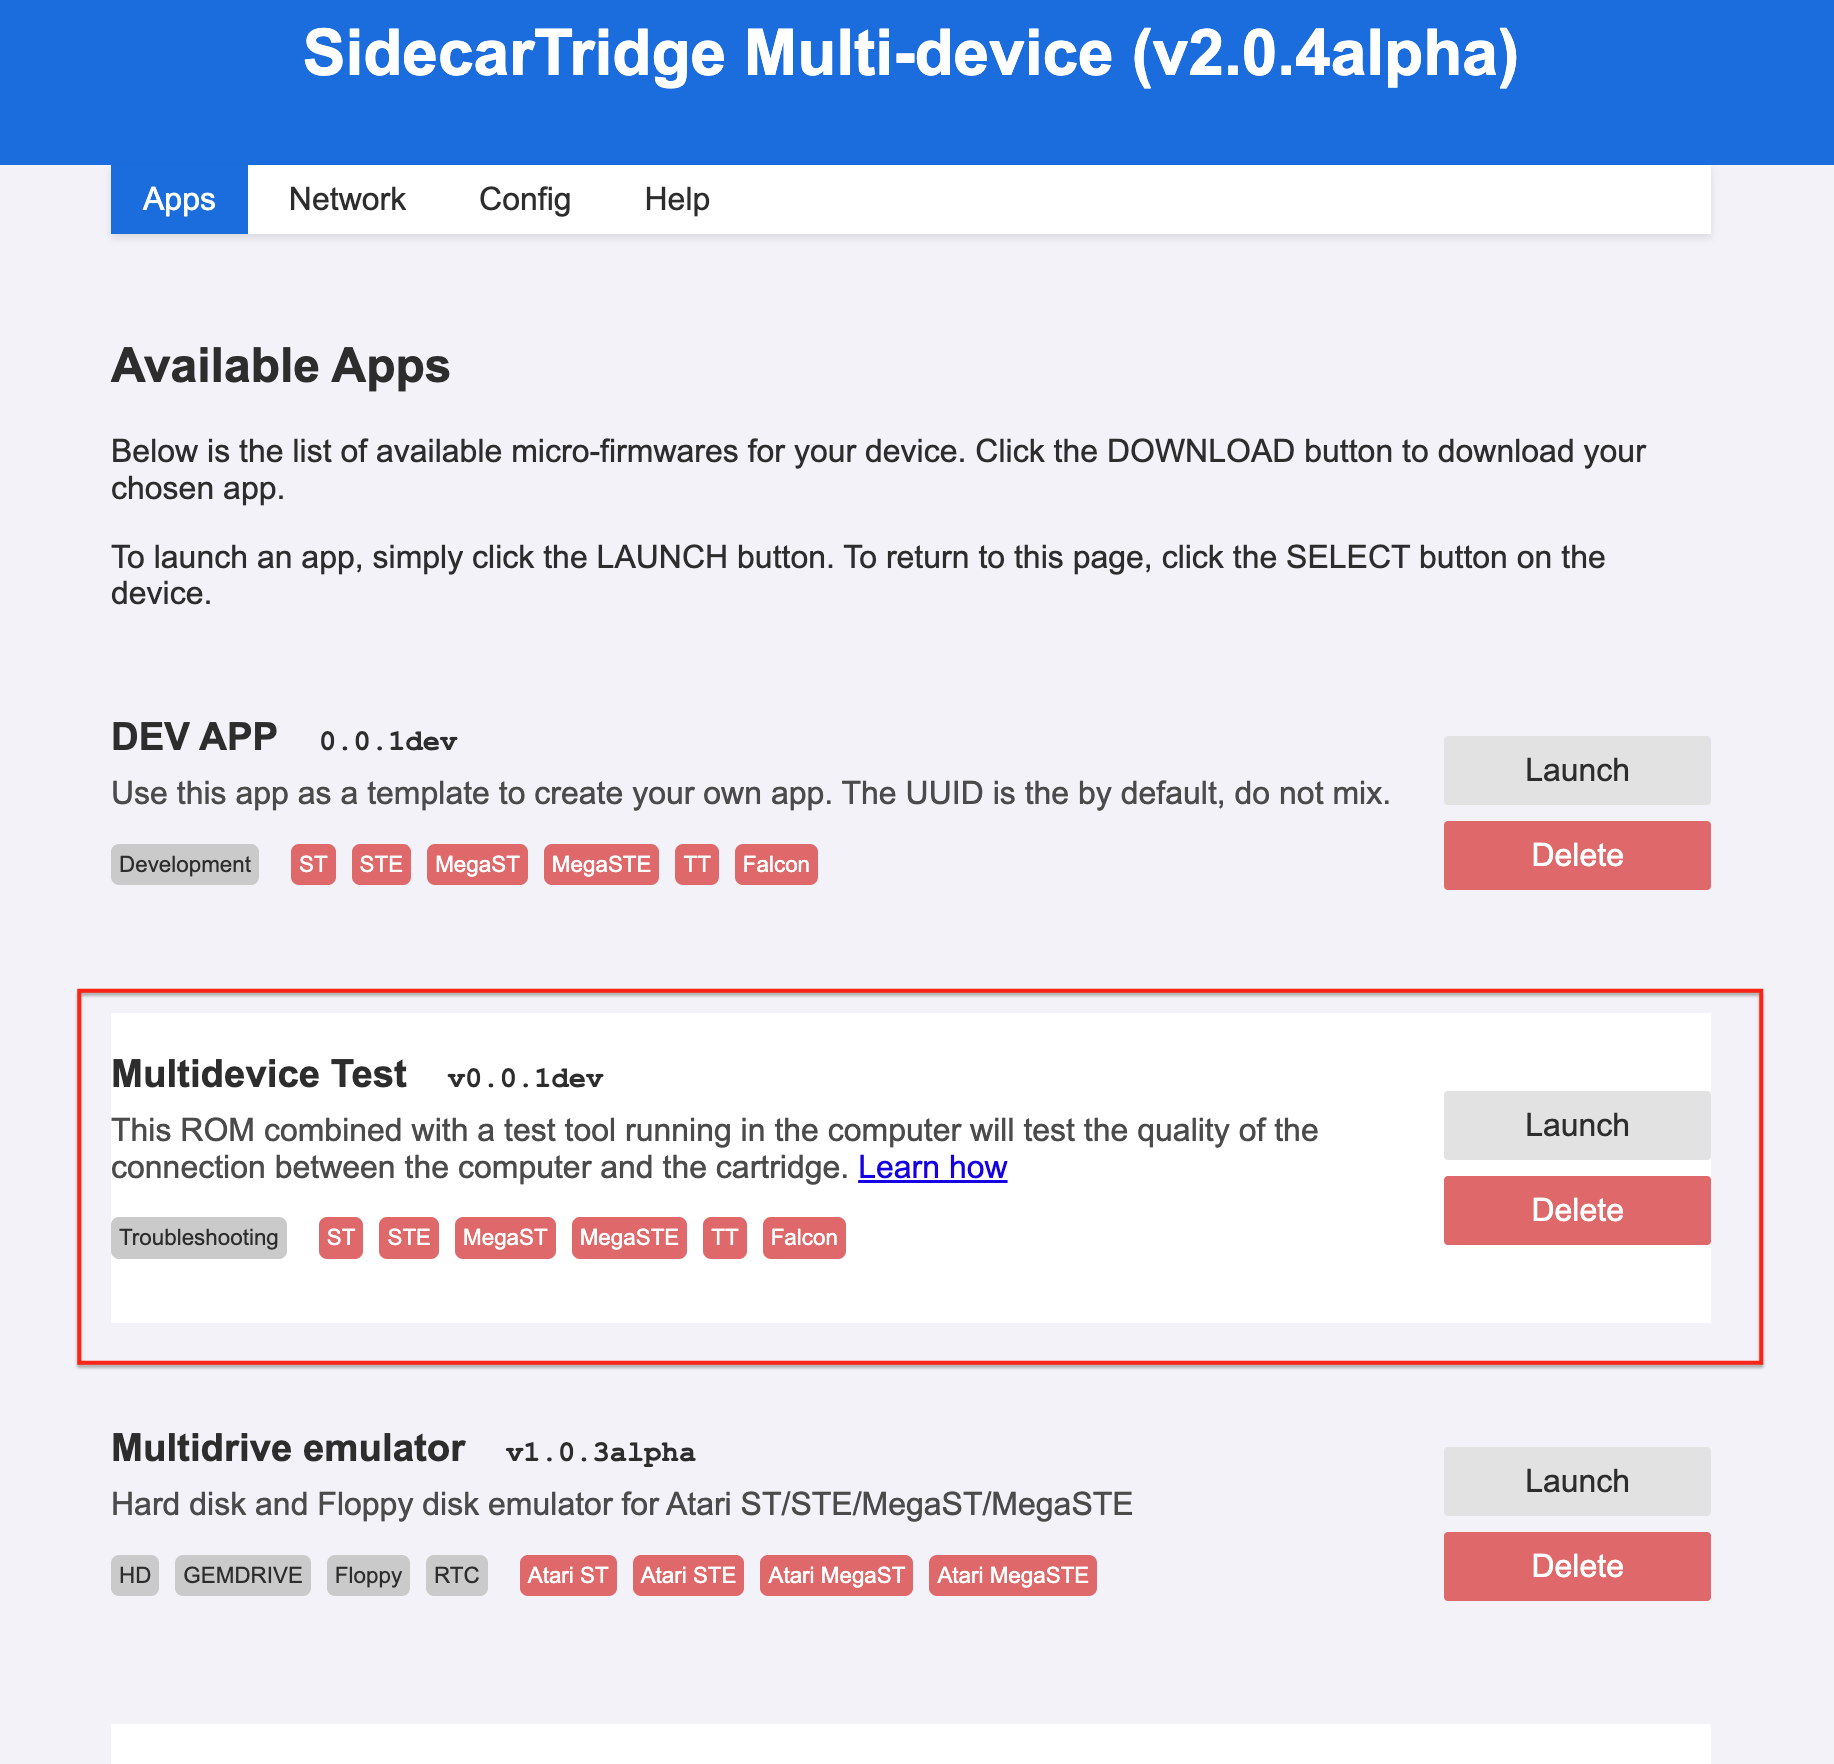 SidecarTridge Multi-device (v2.0.4alpha)
Apps Network Config Help
Available Apps
Below is the list of available micro-firmwares for your device. Click the DOWNLOAD button to download your
chosen app.
To launch an app, simply click the LAUNCH button. To return to this page, click the SELECT button on the
device.
DEV APP 0.0.1dev
Use this app as a template to create your own app. The UUID is the by default, do not mix.
Development ST STE MegaST MegaSTE TT Falcon
Launch
Delete
Multidevice Test v0.0.1dev
This ROM combined with a test tool running in the computer will test the quality of the
connection between the computer and the cartridge. Learn how
Troubleshooting ST STE MegaST MegaSTE TT Falcon
Launch
Delete
Multidrive emulator v1.0.3alpha
Hard disk and Floppy disk emulator for Atari ST/STE/MegaST/MegaSTE
HD GEMDRIVE Floppy RTC Atari ST Atari STE Atari MegaST Atari MegaSTE
Launch
Delete